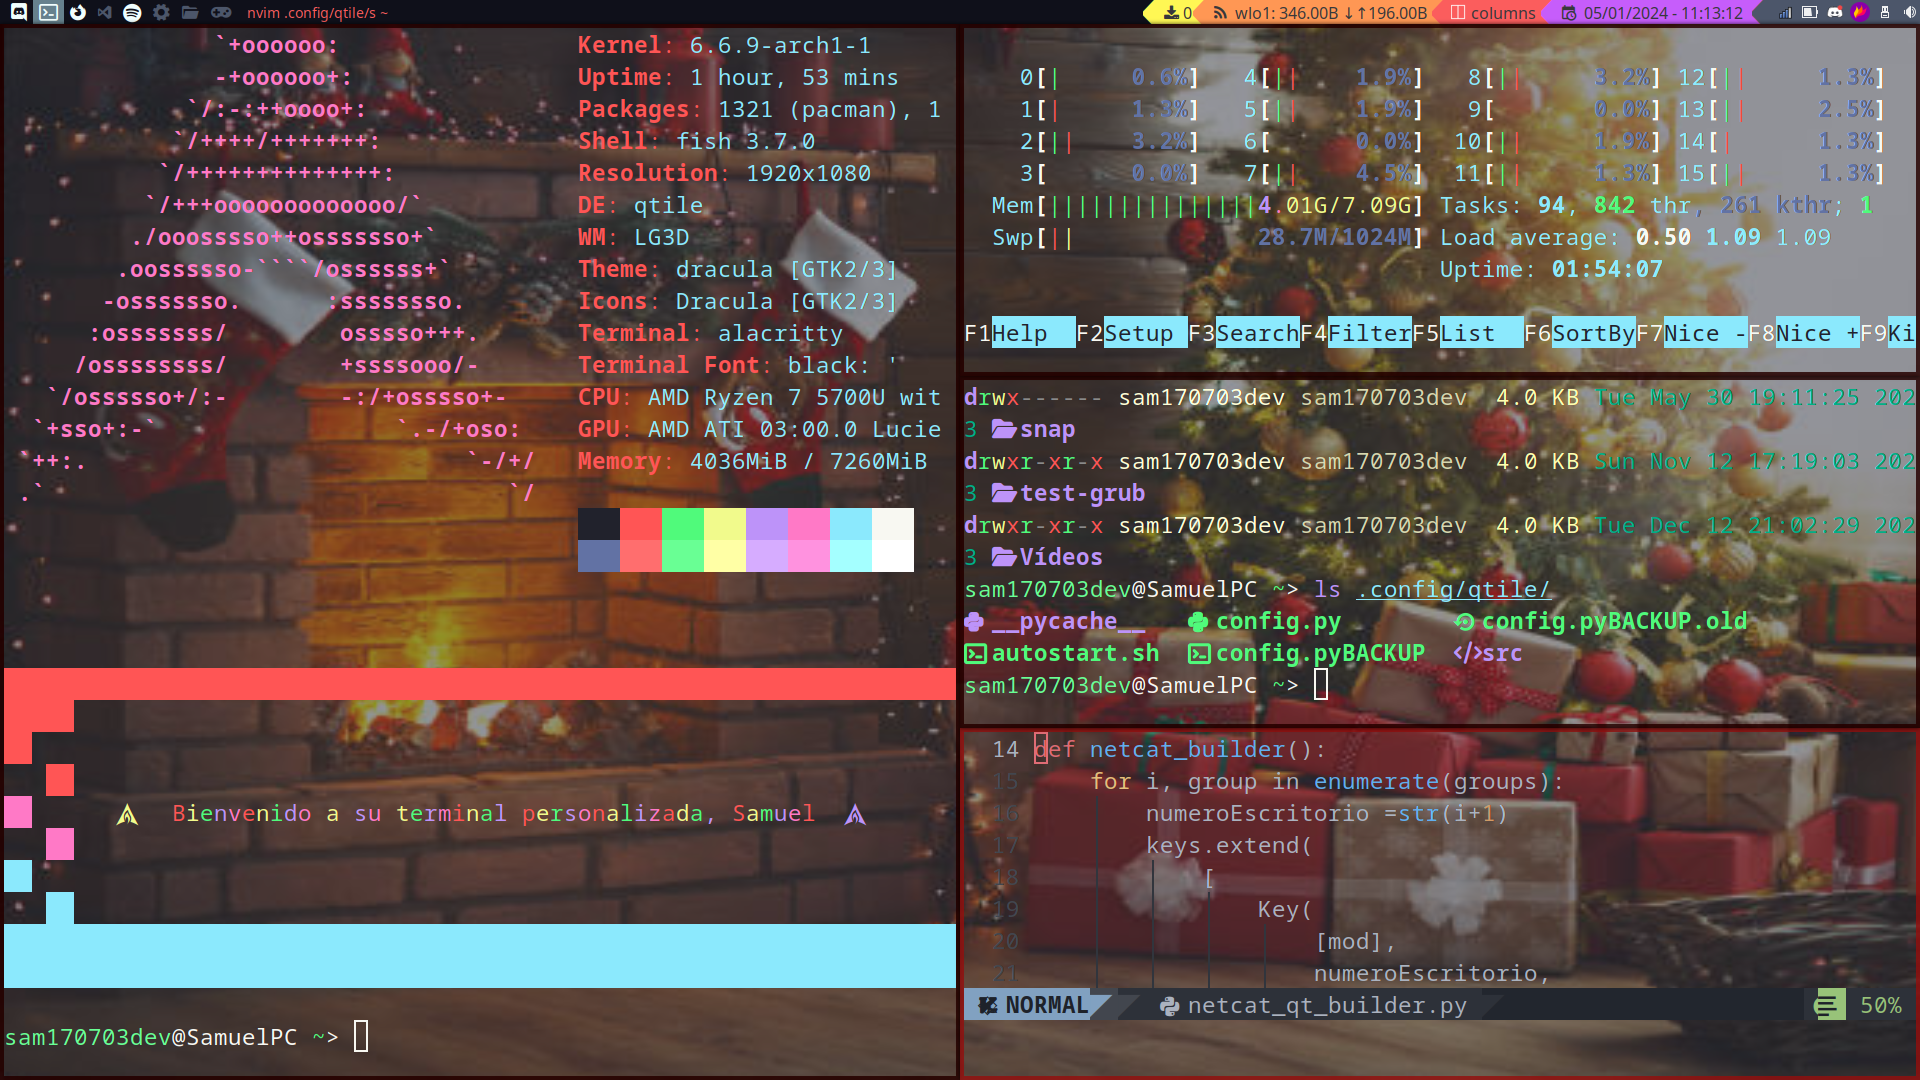 nvim .config/qtile/s ~
0
wlo1: 346.00B ↓↑196.00B
columns
05/01/2024 - 11:13:12
Kernel: 6.6.9-arch1-1
Uptime: 1 hour, 53 mins
Packages: 1321 (pacman), 1
Shell: fish 3.7.0
Resolution: 1920x1080
DE: qtile
WM: LG3D
Theme: dracula [GTK2/3]
Icons: Dracula [GTK2/3]
Terminal: alacritty
Terminal Font: black: '
CPU: AMD Ryzen 7 5700U wit
GPU: AMD ATI 03:00.0 Lucie
Memory: 4036MiB / 7260MiB
Bienvenido a su terminal personalizada, Samuel
sam170703dev@SamuelPC ~>
0[| 0.6%] 4[|| 1.9%] 8[|| 3.2%] 12[|| 1.3%]
1[| 1.3%] 5[|| 1.9%] 9[ 0.0%] 13[|| 2.5%]
2[|| 3.2%] 6[ 0.0%] 10[|| 1.9%] 14[| 1.3%]
3[ 0.0%] 7[|| 4.5%] 11[|| 1.3%] 15[|| 1.3%]
Mem[|||||||||||||||4.01G/7.09G] Tasks: 94, 842 thr, 261 kthr; 1
Swp[|| 28.7M/1024M] Load average: 0.50 1.09 1.09
Uptime: 01:54:07
F1Help F2Setup F3SearchF4FilterF5List F6SortByF7Nice -F8Nice +F9Ki
drwx------ sam170703dev sam170703dev 4.0 KB Tue May 30 19:11:25 202
3 snap
drwxr-xr-x sam170703dev sam170703dev 4.0 KB Sun Nov 12 17:19:03 202
3 test-grub
drwxr-xr-x sam170703dev sam170703dev 4.0 KB Tue Dec 12 21:02:29 202
3 Vídeos
sam170703dev@SamuelPC ~> ls .config/qtile/
__pycache__ config.py config.pyBACKUP.old
autostart.sh config.pyBACKUP src
sam170703dev@SamuelPC ~>
14 def netcat_builder():
15 for i, group in enumerate(groups):
16 numeroEscritorio =str(i+1)
17 keys.extend(
18 [
19 Key(
20 [mod],
21 numeroEscritorio,
NORMAL netcat_qt_builder.py 50%